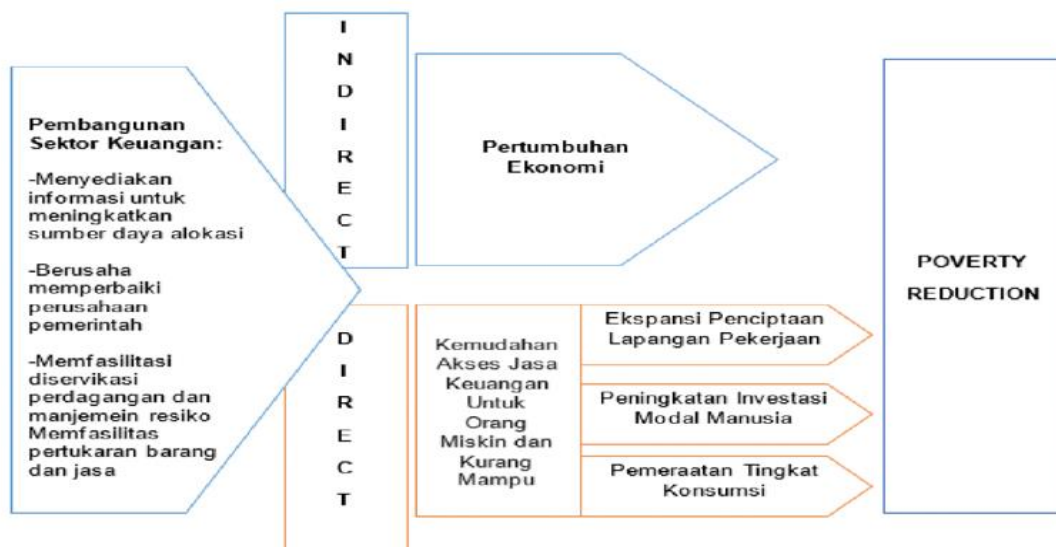 Pembangunan
Sektor Keuangan:
-Menyediakan
informasi untuk
meningkatkan
sumber daya alokasi
-Berusaha
memperbaiki
perusahaan
pemerintah
-Memfasilitasi
diservikasi
perdagangan dan
manjemein resiko
Memfasilitas
pertukaran barang
dan jasa
I
N
D
I
R
E
C
T
Pertumbuhan
Ekonomi
D
I
R
E
C
T
Kemudahan
Akses Jasa
Keuangan
Untuk
Orang
Miskin dan
Kurang
Mampu
Ekspansi Penciptaan
Lapangan Pekerjaan
Peningkatan Investasi
Modal Manusia
Pemeraatan Tingkat
Konsumsi
POVERTY
REDUCTION